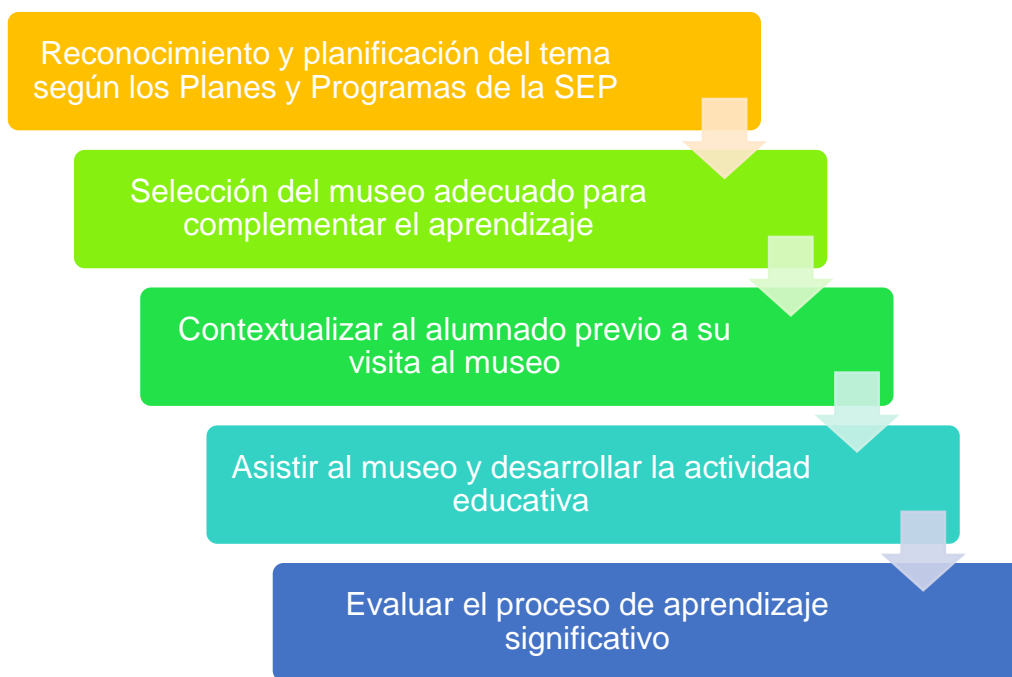 Reconocimiento y planificación del tema
según los Planes y Programas de la SEP
Selección del museo adecuado para
complementar el aprendizaje
Contextualizar al alumnado previo a su
visita al museo
Asistir al museo y desarrollar la actividad
educativa
Evaluar el proceso de aprendizaje
significativo